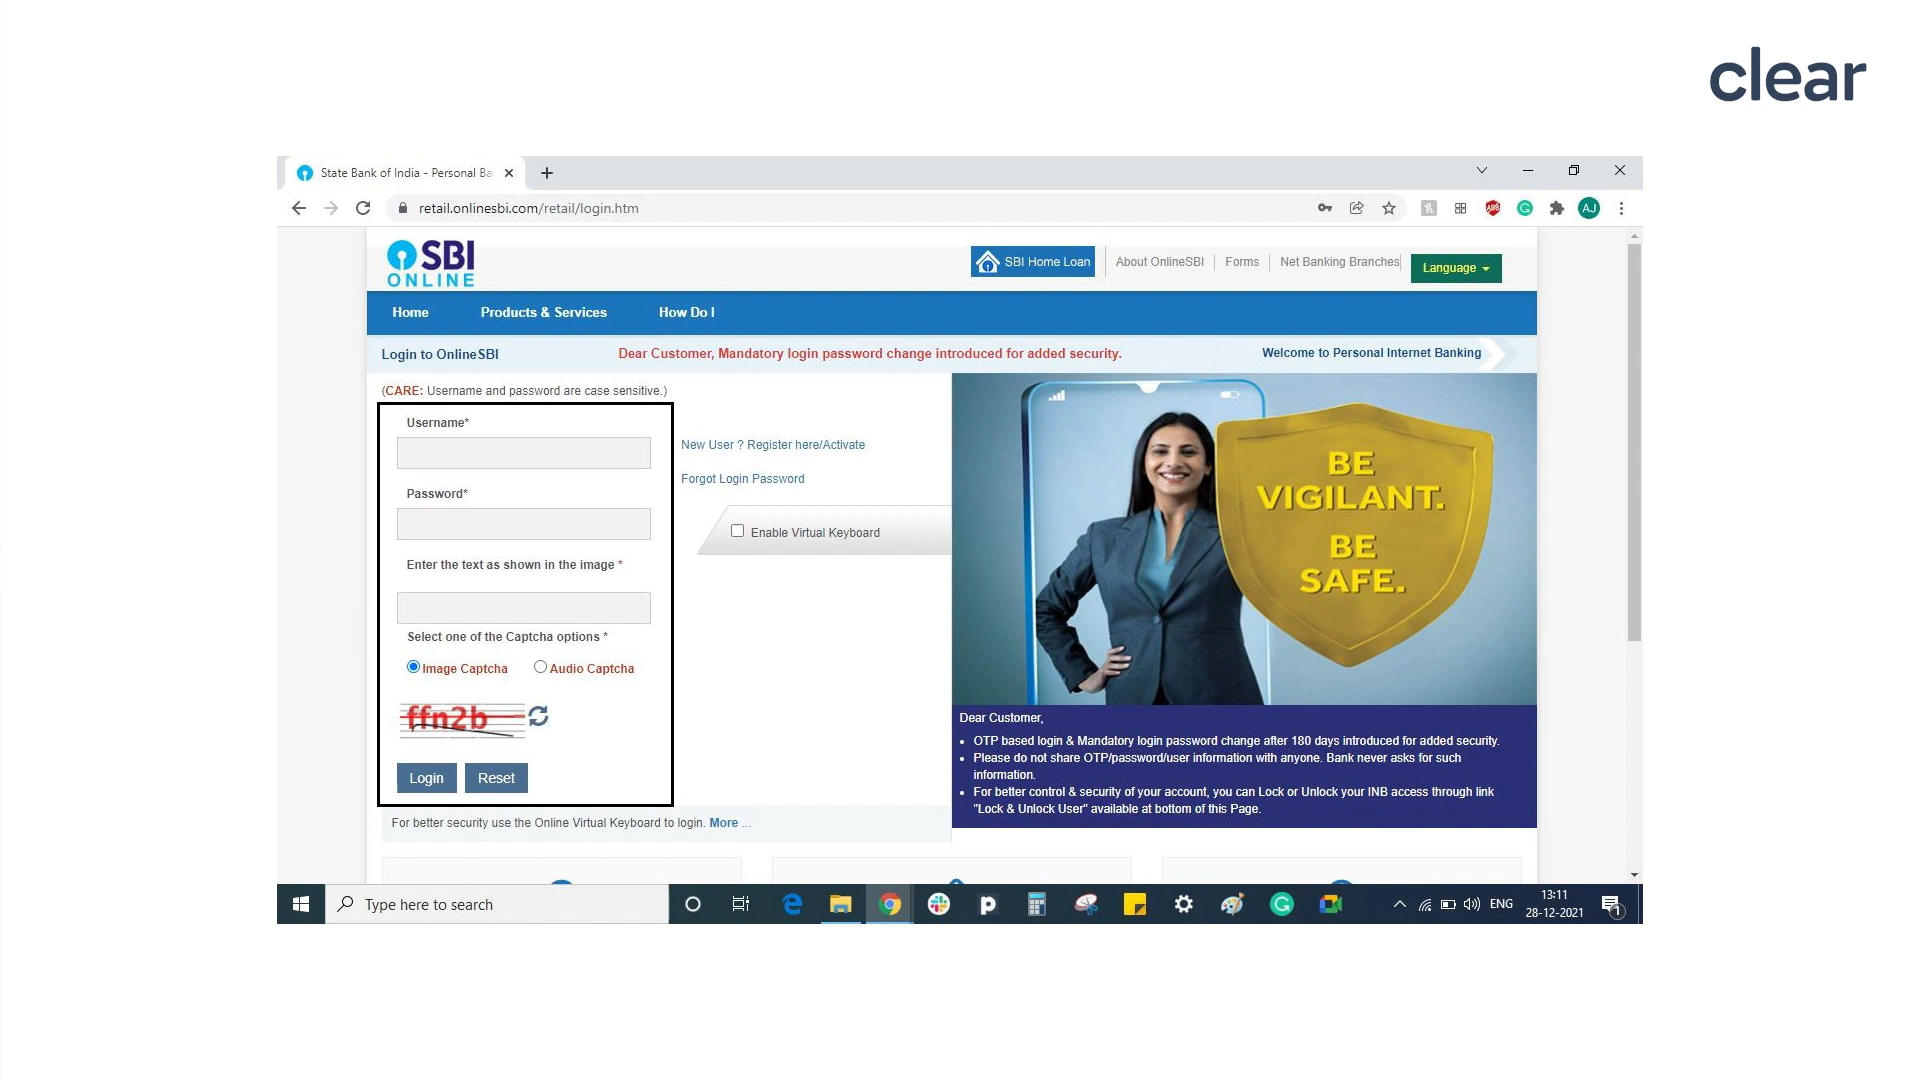 clear
State Bank of India - Personal Ba
retail.onlinesbi.com/retail/login.htm
ABP
AJ
SBI
ONLINE
SBI Home Loan
About OnlineSBI
Forms
Net Banking Branches
Language
Home
Products & Services
How Do I
Login to OnlineSBI
Dear Customer, Mandatory login password change introduced for added security.
Welcome to Personal Internet Banking
(CARE: Username and password are case sensitive.)
Username*
New User ? Register here/Activate
Forgot Login Password
Password*
Enable Virtual Keyboard
Enter the text as shown in the image *
Select one of the Captcha options *
Image Captcha
Audio Captcha
ffn2b
Login
Reset
For better security use the Online Virtual Keyboard to login. More ...
BE
VIGILANT.
BE
SAFE.
Dear Customer,
OTP based login & Mandatory login password change after 180 days introduced for added security.
Please do not share OTP/password/user information with anyone. Bank never asks for such
information.
For better control & security of your account, you can Lock or Unlock your INB access through link
"Lock & Unlock User" available at bottom of this Page.
Type here to search
ENG
13:11
28-12-2021
1